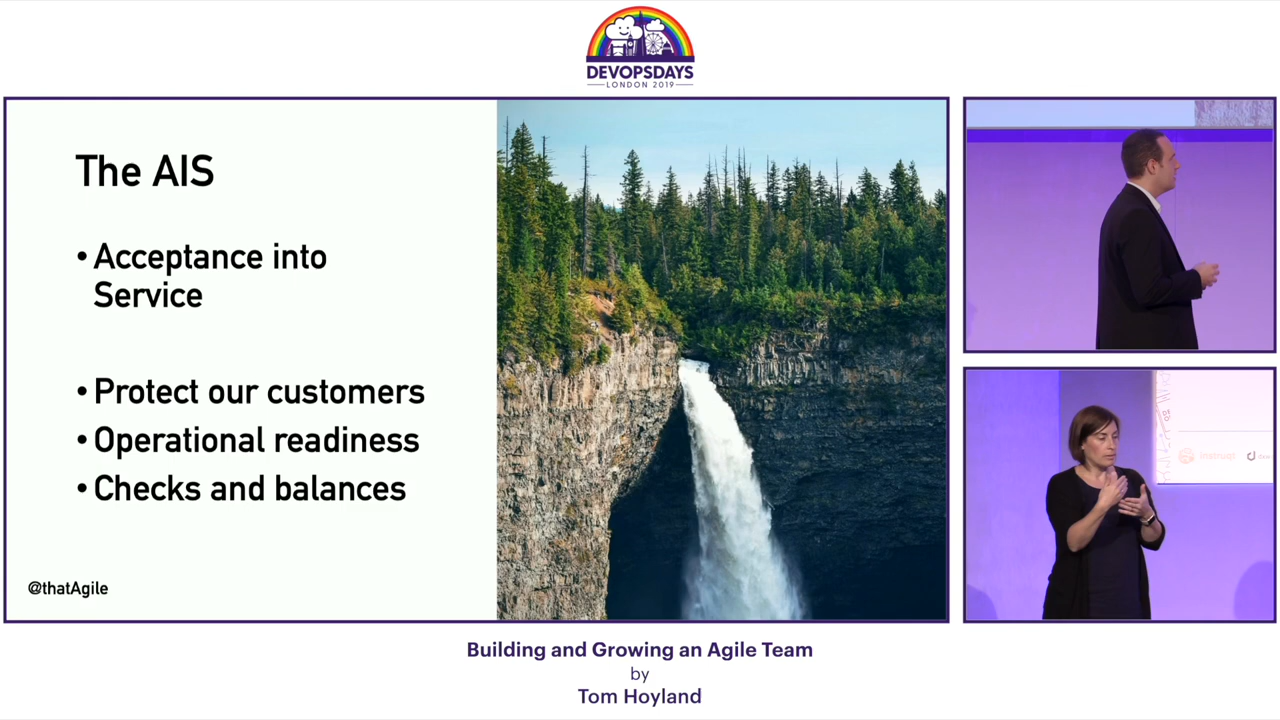 DEVOPSDAYS
LONDON 2019
The AIS
• Acceptance into
Service
• Protect our customers
• Operational readiness
• Checks and balances
@thatAgile
instruqt
Building and Growing an Agile Team
by
Tom Hoyland